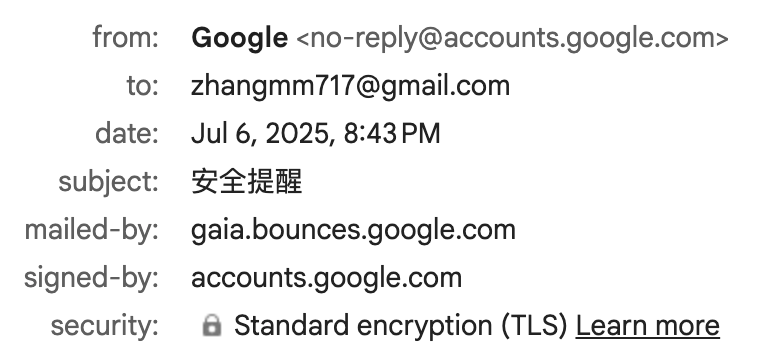 from: Google <no-reply@accounts.google.com>
to: zhangmm717@gmail.com
date: Jul 6, 2025, 8:43 PM
subject: 安全提醒
mailed-by: gaia.bounces.google.com
signed-by: accounts.google.com
security: Standard encryption (TLS) Learn more